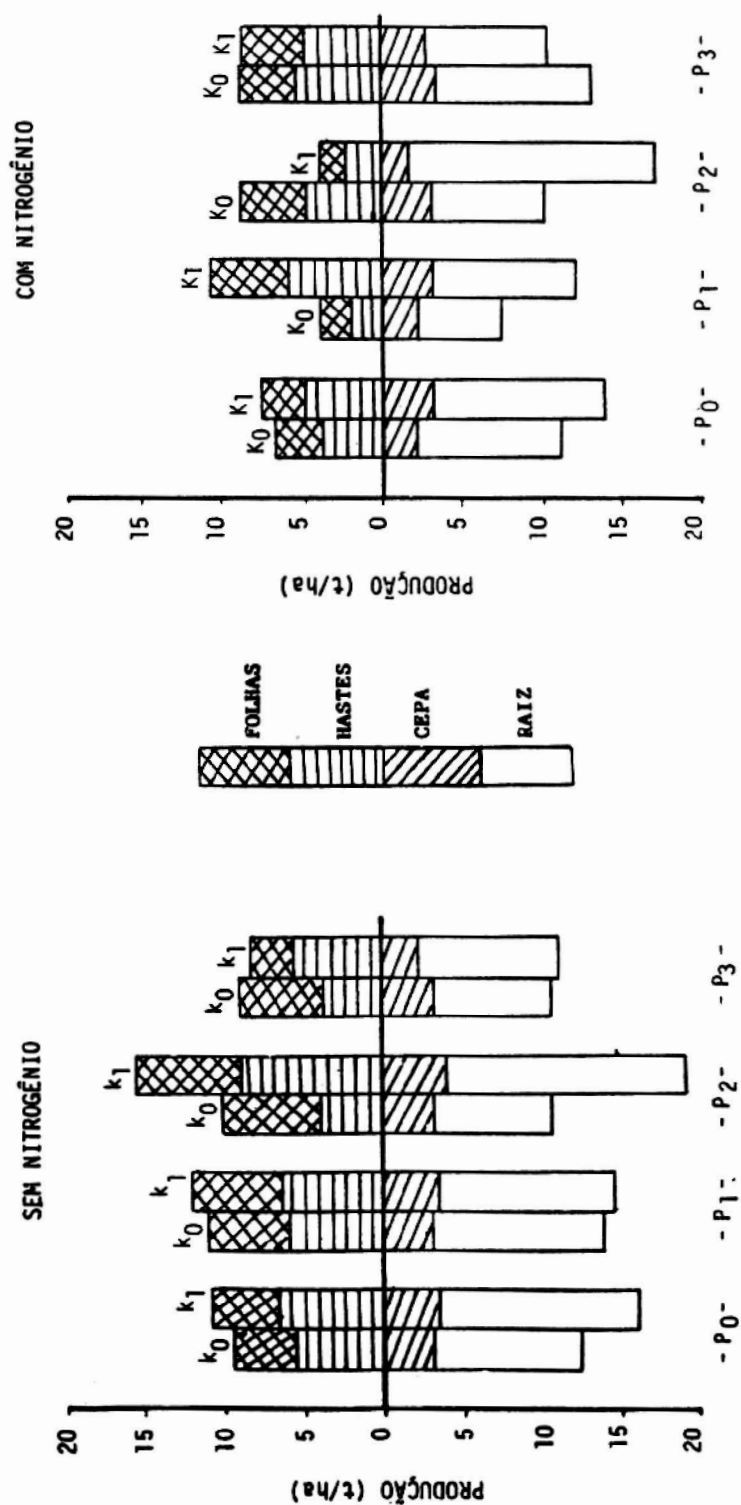 SEM NITROGÊNIO
PRODUÇÃO (t/ha)
20
15
10
5
0
5
10
15
20
k0
k1
k0
k1
k0
k1
k0
k1
- P0-
- P1-
- P2-
- P3-
FOLHAS
HASTES
CEPA
RAIZ
COM NITROGÊNIO
PRODUÇÃO (t/ha)
20
15
10
5
0
5
10
15
20
K0
K1
K0
K1
K0
K1
K0
K1
- P0-
- P1-
- P2-
- P3-